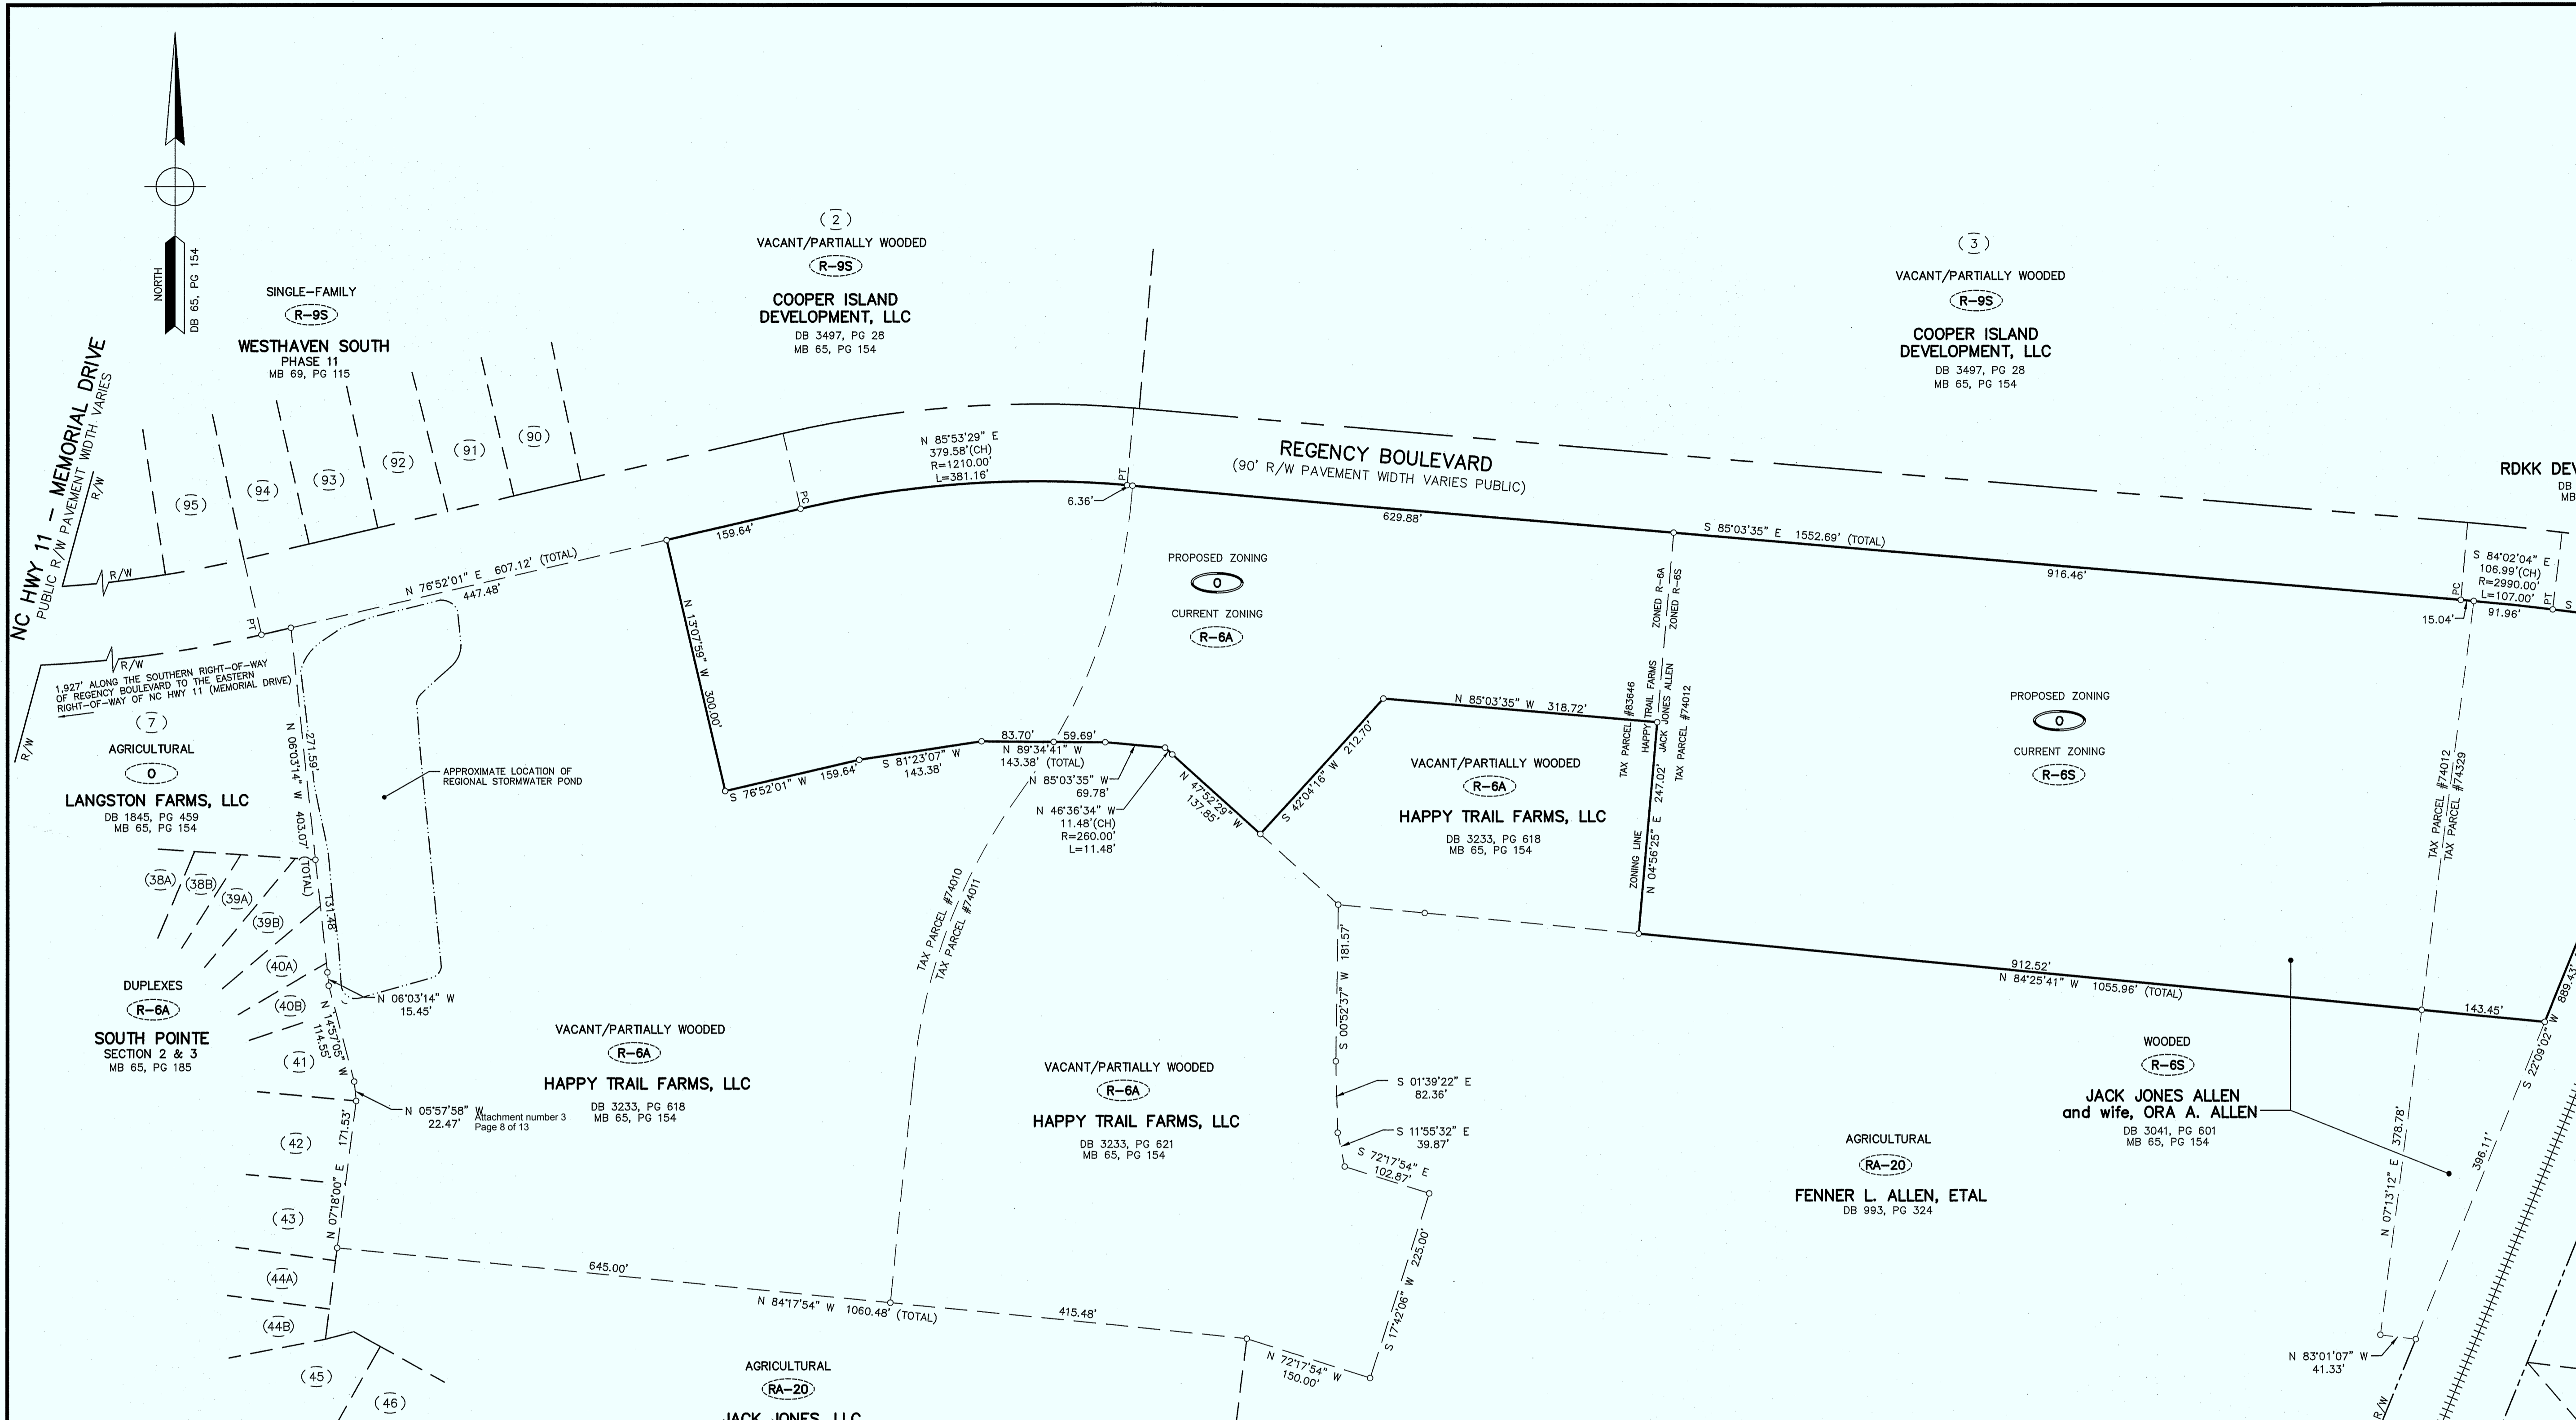 NORTH
DB 65, PG 154
NC HWY 11 - MEMORIAL DRIVE
PUBLIC R/W PAVEMENT WIDTH VARIES
R/W
R/W
R/W
R/W
SINGLE-FAMILY
R-9S
WESTHAVEN SOUTH
PHASE 11
MB 69, PG 115
(95)
(94)
(93)
(92)
(91)
(90)
(2)
VACANT/PARTIALLY WOODED
R-9S
COOPER ISLAND
DEVELOPMENT, LLC
DB 3497, PG 28
MB 65, PG 154
(3)
VACANT/PARTIALLY WOODED
R-9S
COOPER ISLAND
DEVELOPMENT, LLC
DB 3497, PG 28
MB 65, PG 154
RDKK DEV
DB
MB
REGENCY BOULEVARD
(90' R/W PAVEMENT WIDTH VARIES PUBLIC)
N 85°53'29" E
379.58'(CH)
R=1210.00'
L=381.16'
PC
PT
6.36'
159.64'
629.88'
S 85°03'35" E 1552.69' (TOTAL)
916.46'
S 84°02'04" E
106.99'(CH)
R=2990.00'
L=107.00'
91.96'
PC
PT
15.04'
S
PT
N 76°52'01" E 607.12' (TOTAL)
447.48'
1,927' ALONG THE SOUTHERN RIGHT-OF-WAY
OF REGENCY BOULEVARD TO THE EASTERN
RIGHT-OF-WAY OF NC HWY 11 (MEMORIAL DRIVE)
(7)
AGRICULTURAL
O
LANGSTON FARMS, LLC
DB 1845, PG 459
MB 65, PG 154
271.59'
N 06°03'14" W 403.07' (TOTAL)
131.48'
APPROXIMATE LOCATION OF
REGIONAL STORMWATER POND
N 13°07'59" W 300.00'
S 76°52'01" W 159.64'
S 81°23'07" W
143.38'
83.70'
59.69'
N 89°34'41" W
143.38' (TOTAL)
N 85°03'35" W
69.78'
N 46°36'34" W
11.48'(CH)
R=260.00'
L=11.48'
N 47°52'29" W
137.85'
S 42°04'16" W 212.70'
N 85°03'35" W 318.72'
PROPOSED ZONING
O
CURRENT ZONING
R-6A
ZONED R-6A
ZONED R-6S
TAX PARCEL #83646
HAPPY TRAIL FARMS
JACK JONES ALLEN
TAX PARCEL #74012
ZONING LINE
N 04°56'25" E 247.02'
VACANT/PARTIALLY WOODED
R-6A
HAPPY TRAIL FARMS, LLC
DB 3233, PG 618
MB 65, PG 154
PROPOSED ZONING
O
CURRENT ZONING
R-6S
TAX PARCEL #74012
TAX PARCEL #74329
912.52'
N 84°25'41" W 1055.96' (TOTAL)
143.45'
889.43'
S 22°09'02" W
396.11'
(38A)
(38B)
(39A)
(39B)
(40A)
(40B)
(41)
(42)
(43)
(44A)
(44B)
(45)
(46)
DUPLEXES
R-6A
SOUTH POINTE
SECTION 2 & 3
MB 65, PG 185
N 06°03'14" W
15.45'
N 14°57'05" W
114.55'
N 05°57'58" W
22.47'
Attachment number 3
Page 8 of 13
N 07°18'00" E 171.53'
VACANT/PARTIALLY WOODED
R-6A
HAPPY TRAIL FARMS, LLC
DB 3233, PG 618
MB 65, PG 154
TAX PARCEL #74010
TAX PARCEL #74011
VACANT/PARTIALLY WOODED
R-6A
HAPPY TRAIL FARMS, LLC
DB 3233, PG 621
MB 65, PG 154
S 00°52'37" W 181.57'
S 01°39'22" E
82.36'
S 11°55'32" E
39.87'
S 72°17'54" E
102.87'
S 17°42'06" W 225.00'
N 72°17'54" W
150.00'
645.00'
N 84°17'54" W 1060.48' (TOTAL)
415.48'
WOODED
R-6S
JACK JONES ALLEN
and wife, ORA A. ALLEN
DB 3041, PG 601
MB 65, PG 154
AGRICULTURAL
RA-20
FENNER L. ALLEN, ETAL
DB 993, PG 324
N 07°13'12" E 378.78'
N 83°01'07" W
41.33'
R/W
AGRICULTURAL
RA-20
JACK JONES, LLC